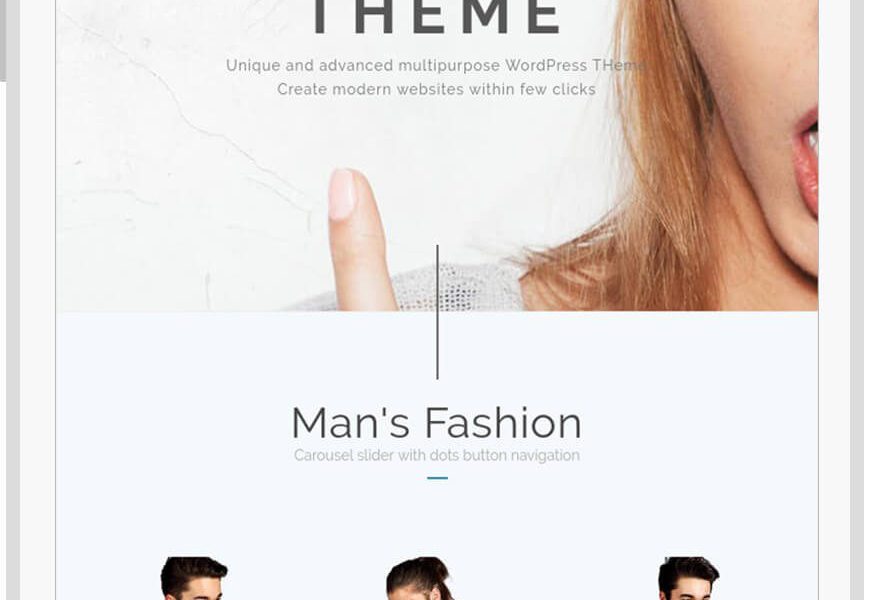 THEME
Unique and advanced multipurpose WordPress THeme
Create modern websites within few clicks
Man's Fashion
Carousel slider with dots button navigation